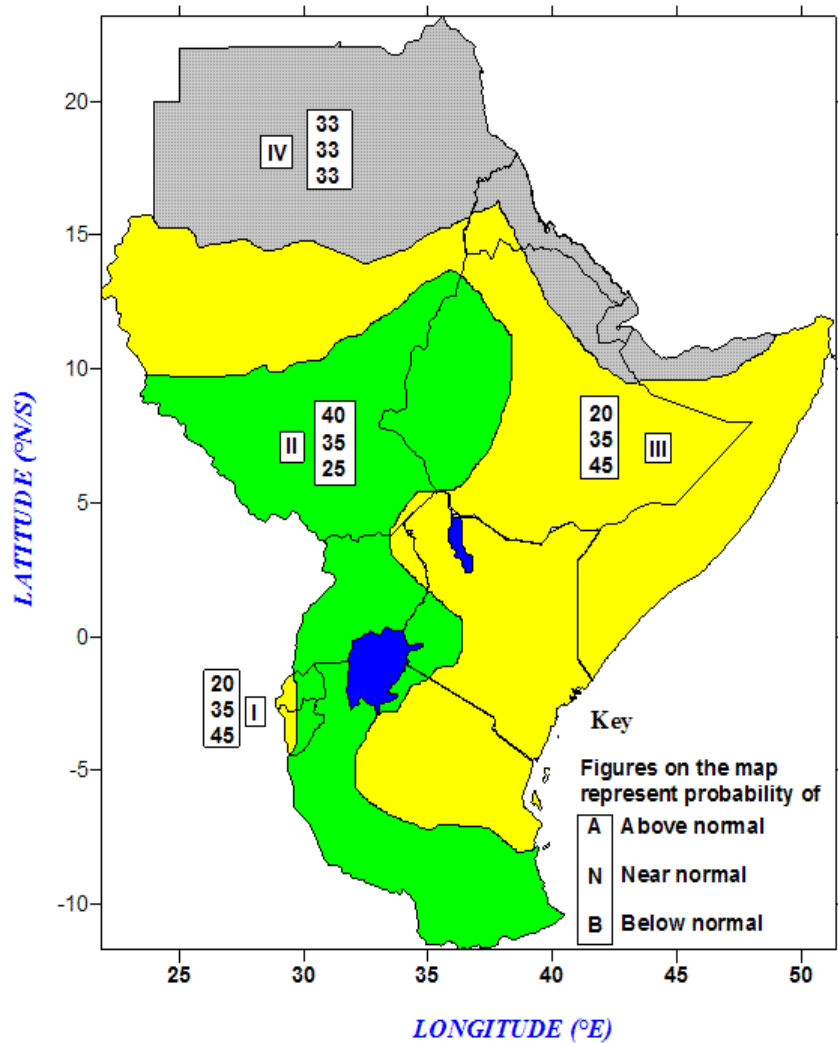 20
15
10
5
0
-5
-10
LATITUDE (°N/S)
IV
33
33
33
II
40
35
25
20
35
45
III
20
35
45
I
Key
Figures on the map
represent probability of
A Above normal
N Near normal
B Below normal
25 30 35 40 45 50
LONGITUDE (°E)